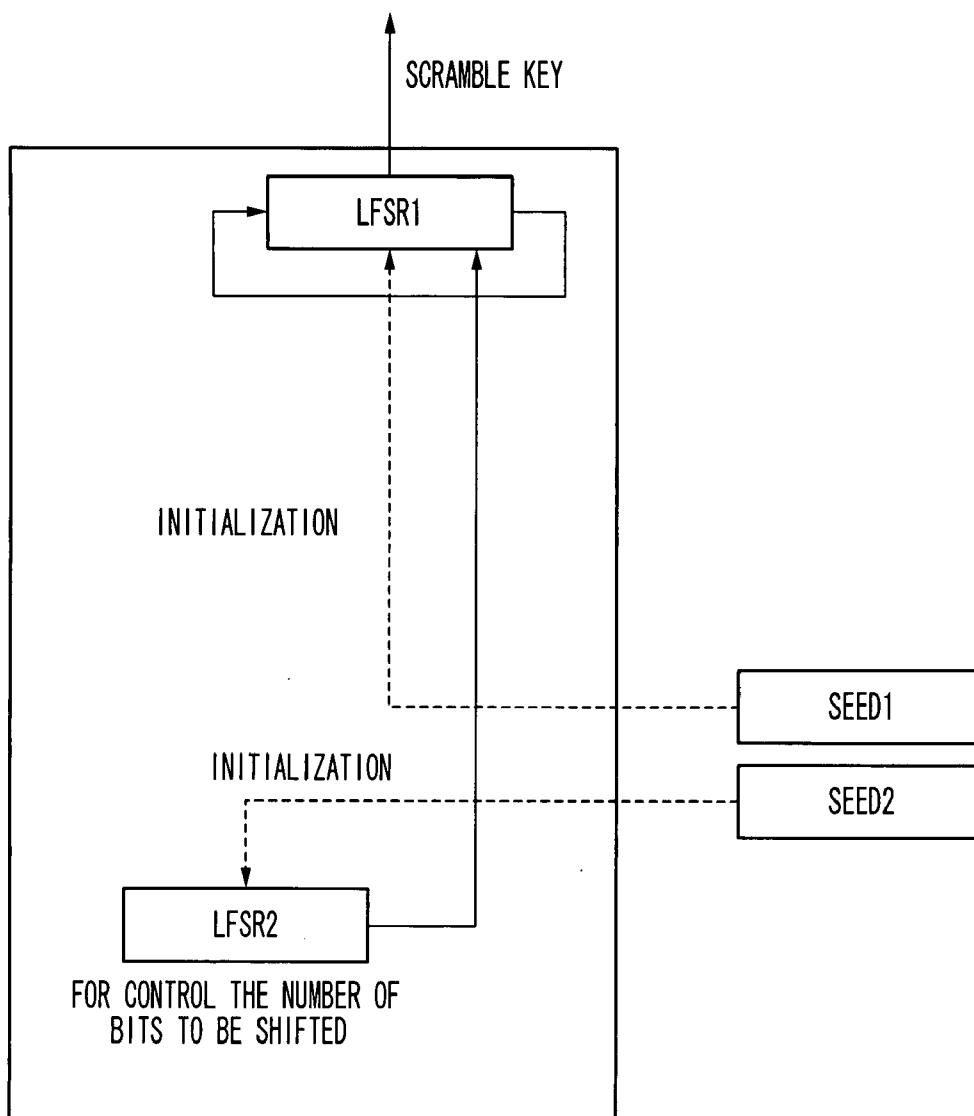 SCRAMBLE KEY
LFSR1
INITIALIZATION
SEED1
INITIALIZATION
SEED2
LFSR2
FOR CONTROL THE NUMBER OF
BITS TO BE SHIFTED